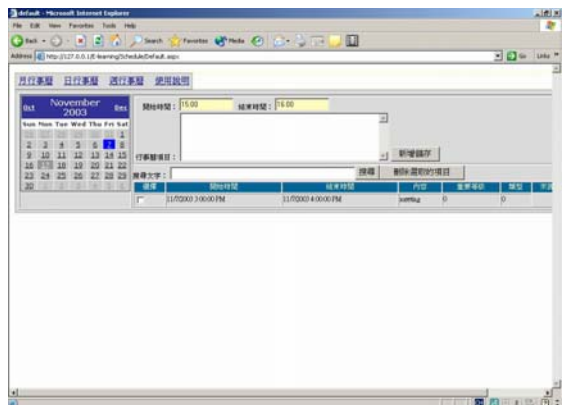 default - Microsoft Internet Explorer
File Edit View Favorites Tools Help
Back Search Favorites Media
Address http://127.0.0.1/E-learning/Schedule/Default.aspx Go Links
月行事曆 日行事曆 週行事曆 使用說明
Oct November 2003 Dec
Sun Mon Tue Wed Thu Fri Sat
1
2 3 4 5 6 7 8
9 10 11 12 13 14 15
16 17 18 19 20 21 22
23 24 25 26 27 28 29
30
開始時間： 15:00 結束時間： 16:00
行事曆項目： 新增儲存
搜尋文字： 搜尋 刪除選取的項目
選擇 開始時間 結束時間 內容 重要等級 類型
11/7/2003 3:00:00 PM 11/7/2003 4:00:00 PM meeting 0 0